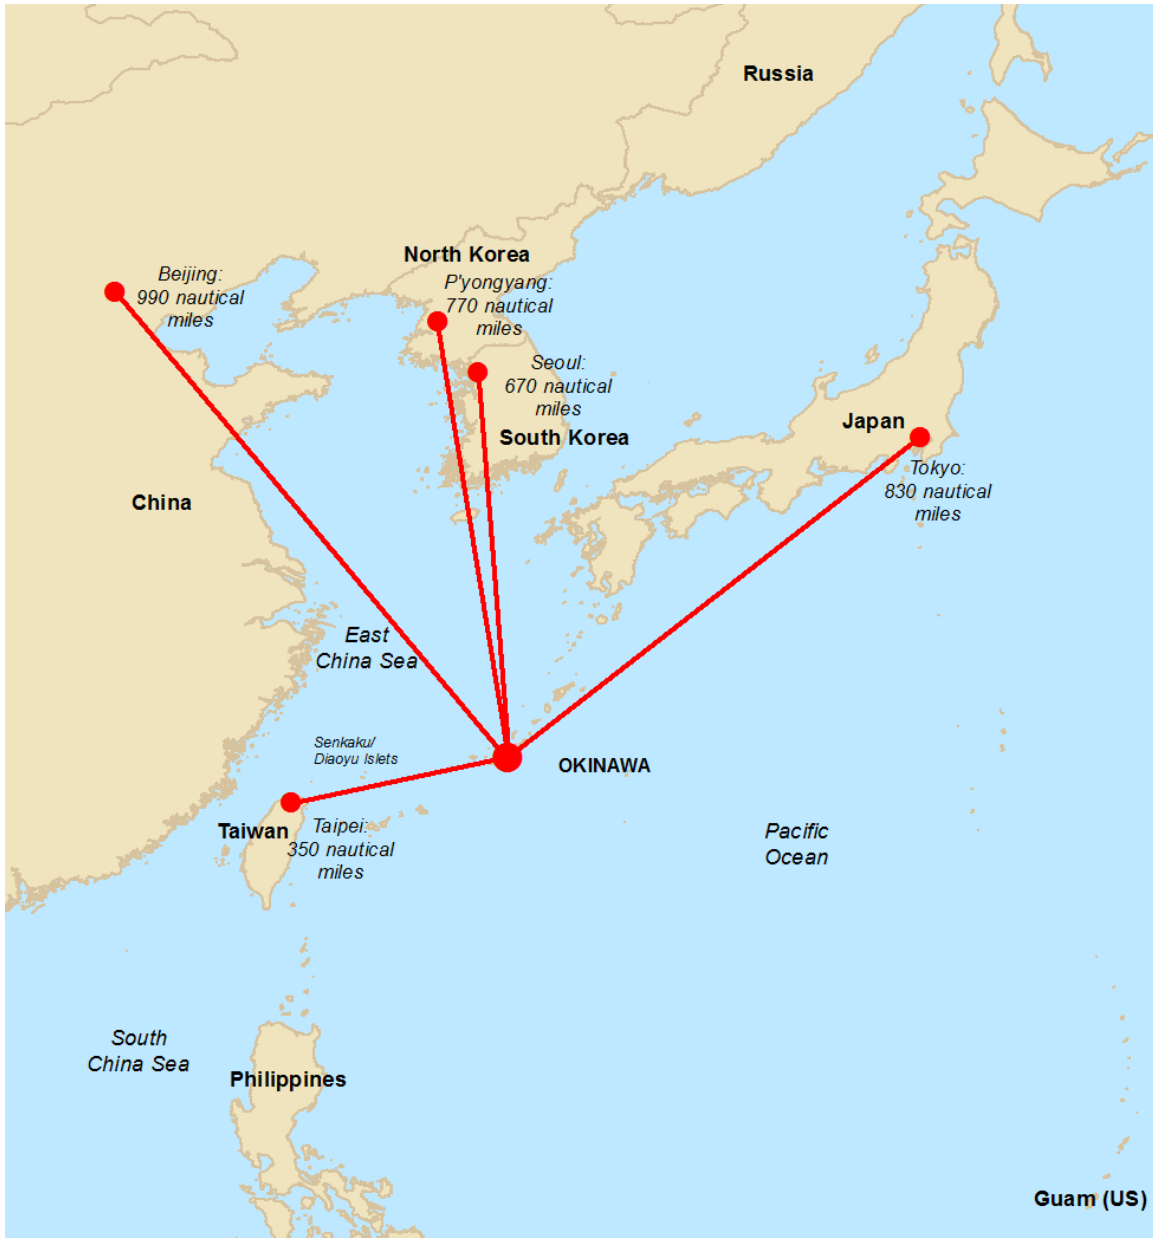 Russia
North Korea
Beijing:
990 nautical
miles
P'yongyang:
770 nautical
miles
Seoul:
670 nautical
miles
Japan
South Korea
Tokyo:
830 nautical
miles
China
East
China Sea
Senkaku/
Diaoyu Islets
OKINAWA
Taiwan
Taipei:
350 nautical
miles
Pacific
Ocean
South
China Sea
Philippines
Guam (US)